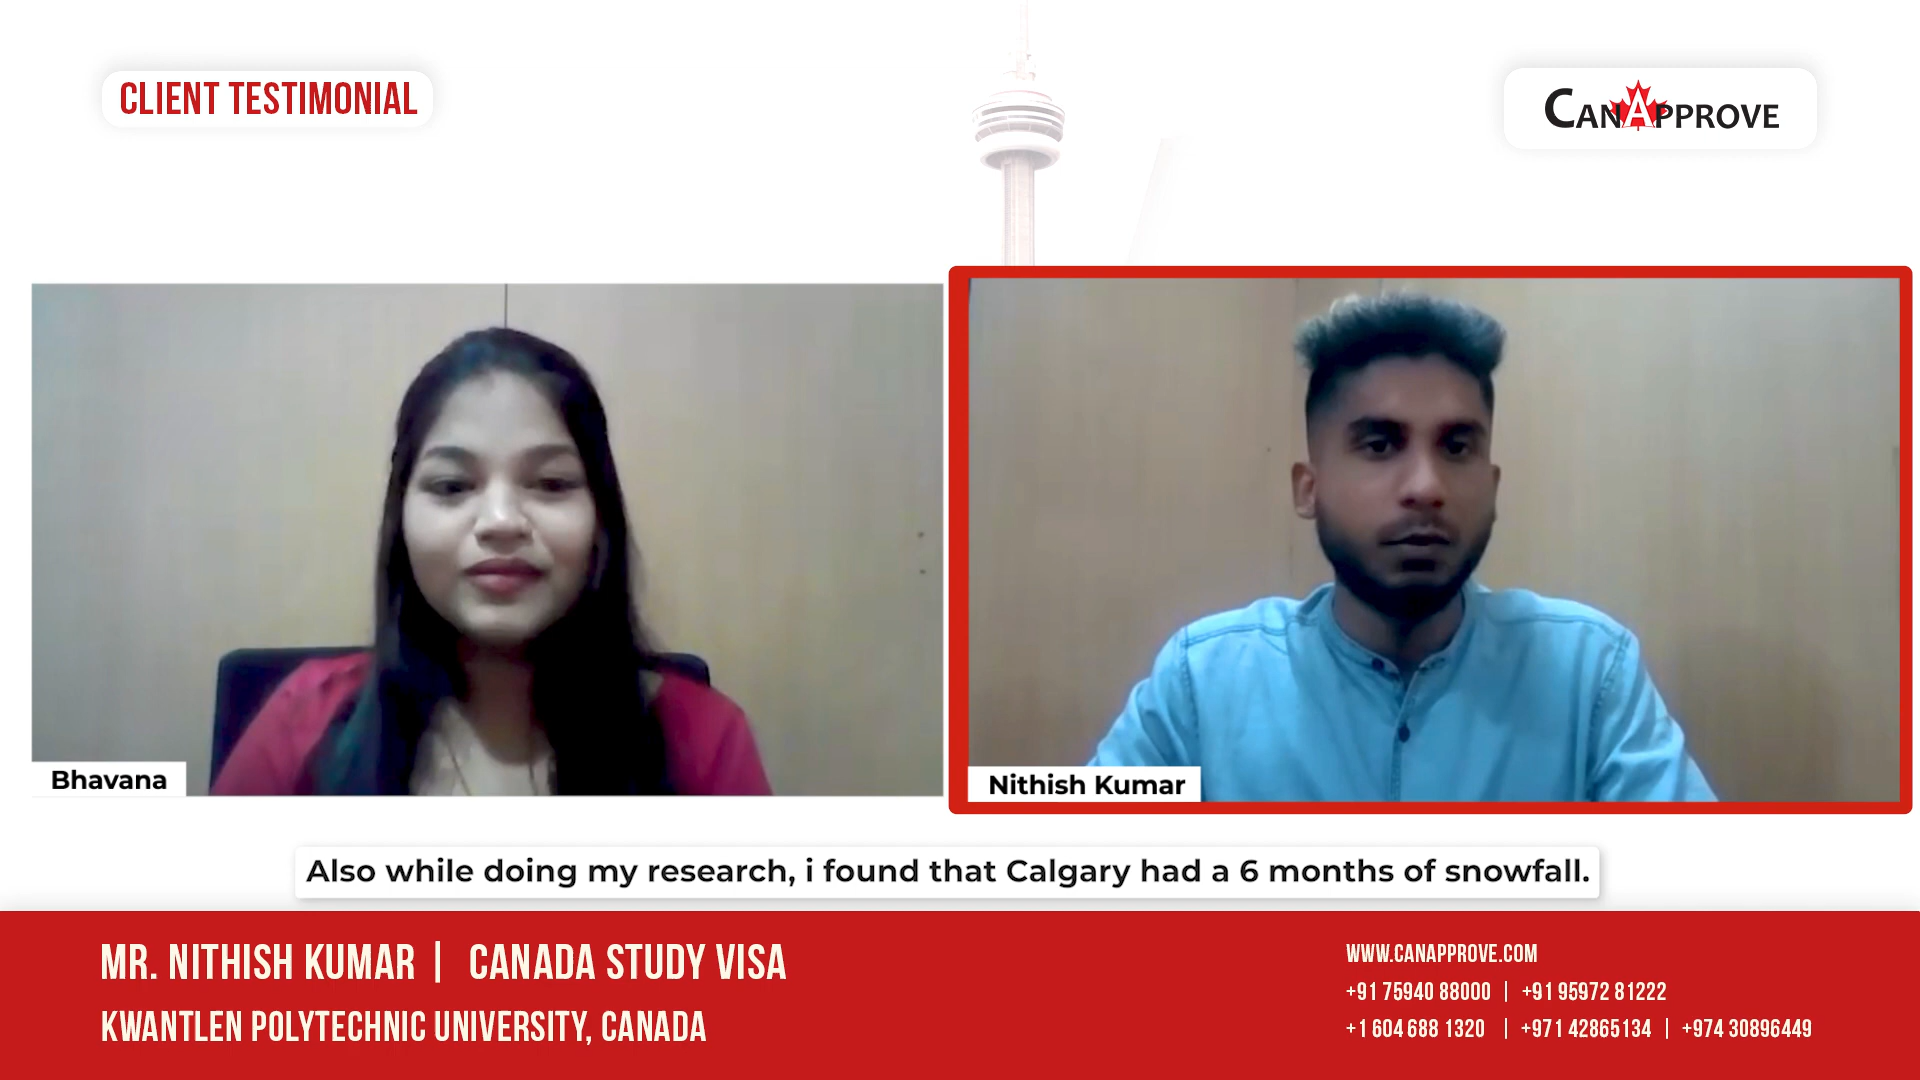 CLIENT TESTIMONIAL
CANAPPROVE
Bhavana
Nithish Kumar
Also while doing my research, i found that Calgary had a 6 months of snowfall.
MR. NITHISH KUMAR | CANADA STUDY VISA
KWANTLEN POLYTECHNIC UNIVERSITY, CANADA
WWW.CANAPPROVE.COM
+91 75940 88000 | +91 95972 81222
+1 604 688 1320 | +971 42865134 | +974 30896449